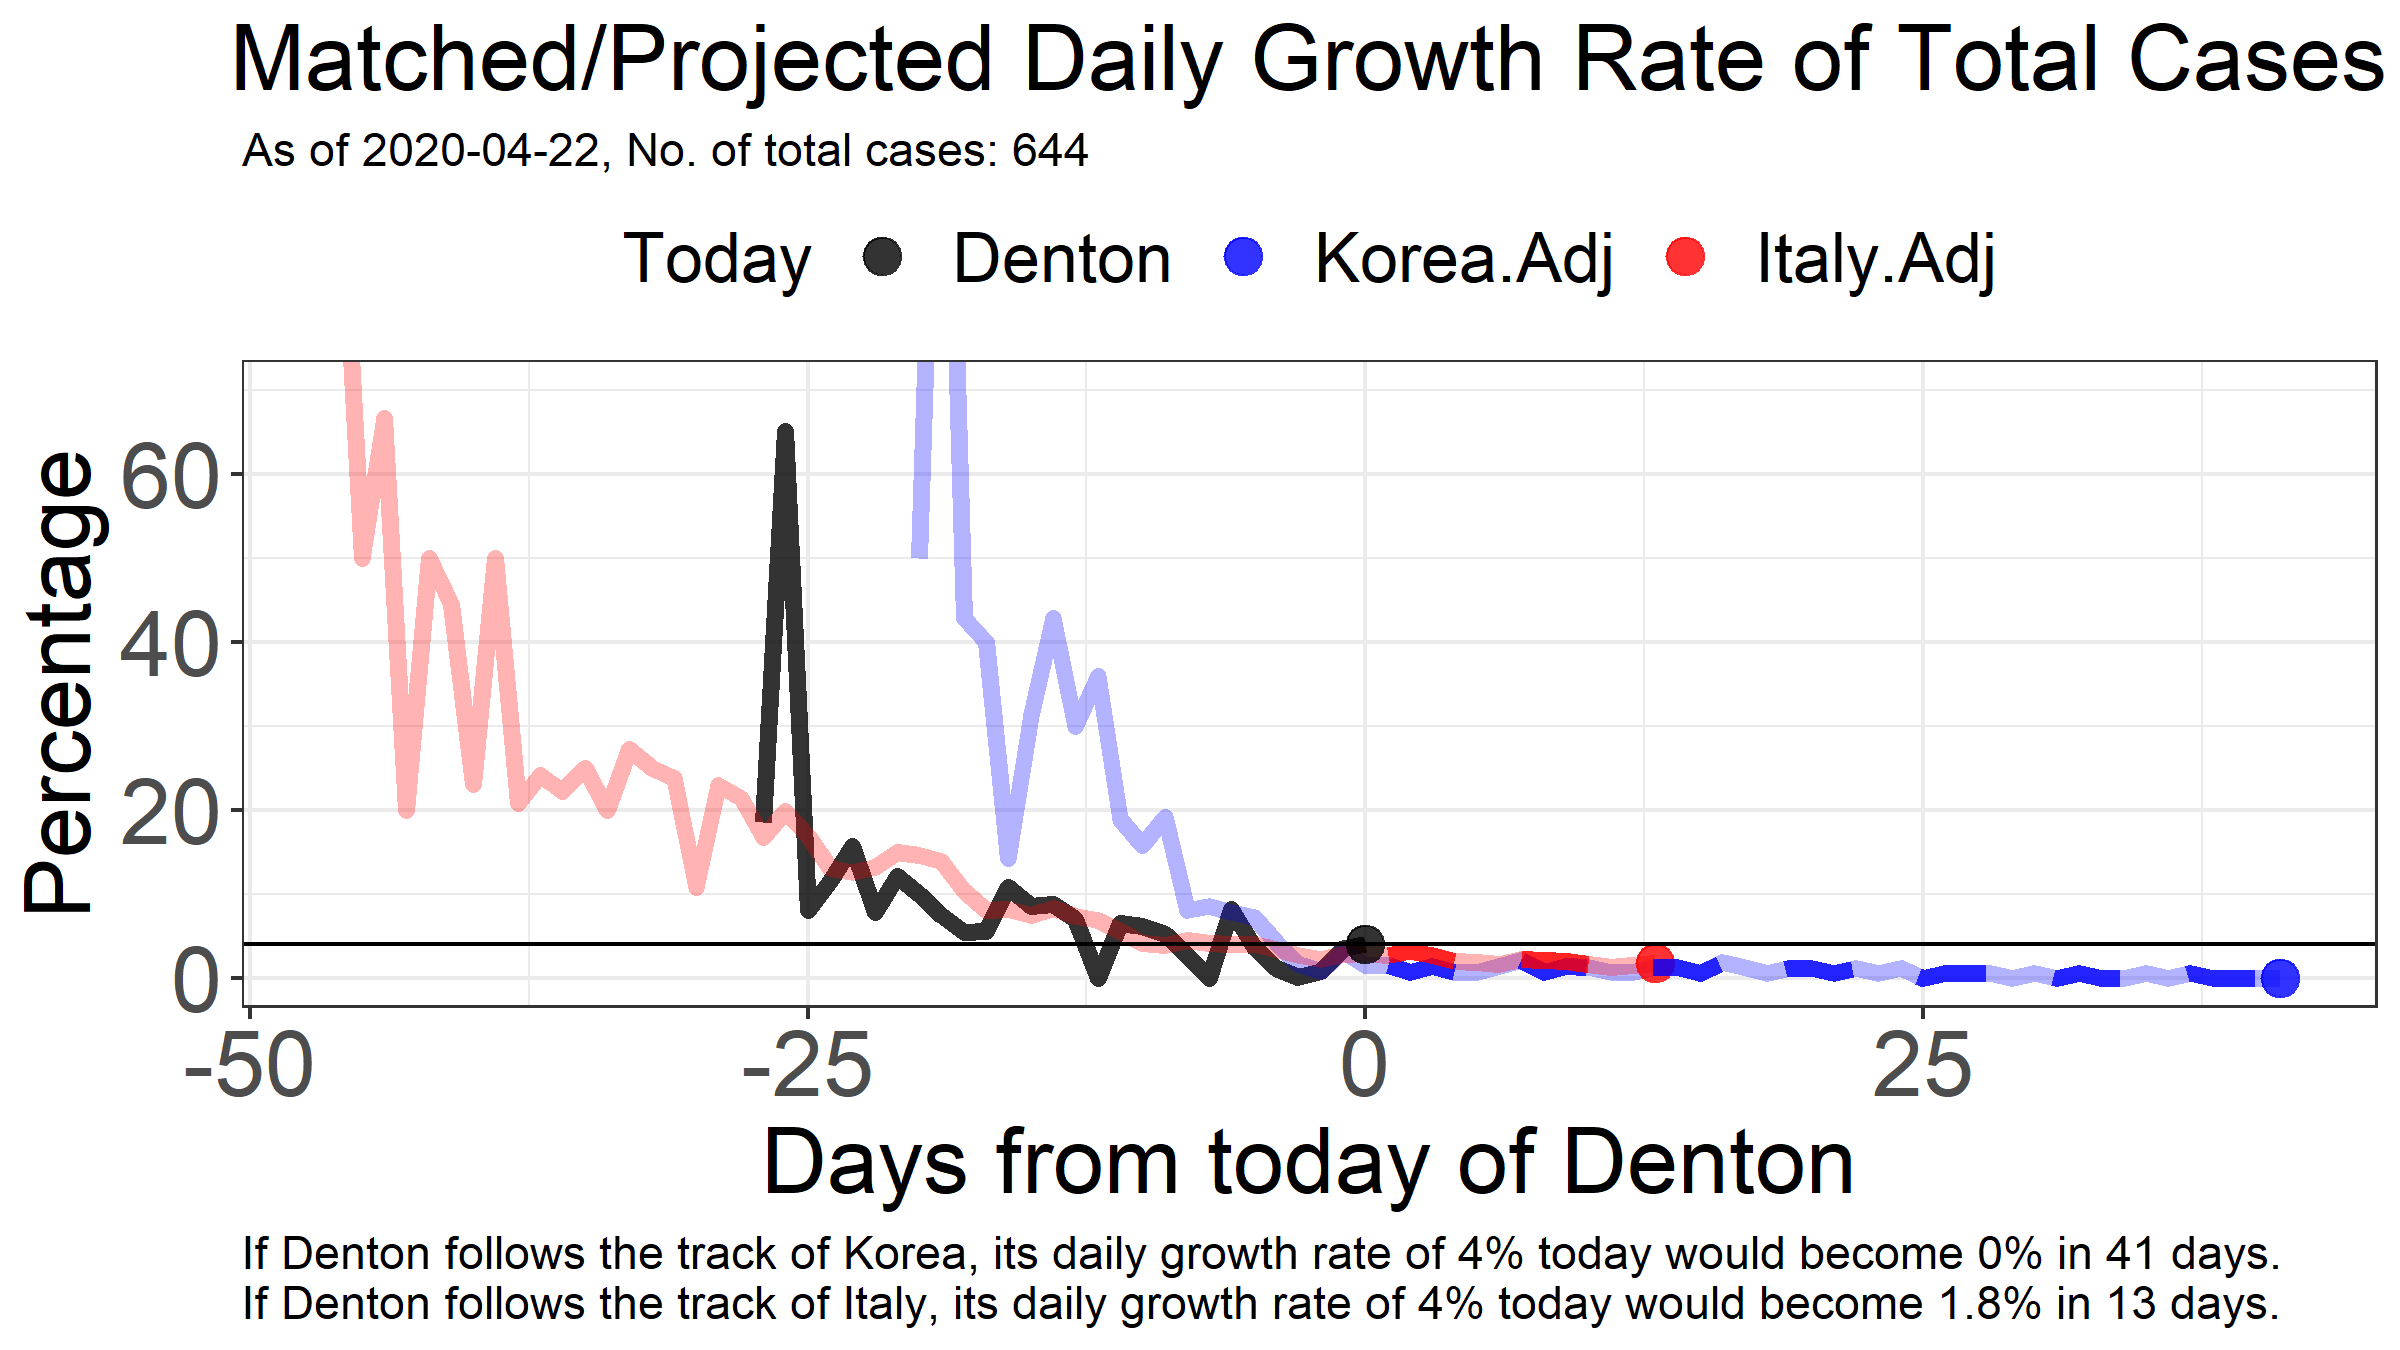 Matched/Projected Daily Growth Rate of Total Cases
As of 2020-04-22, No. of total cases: 644
Today Denton Korea.Adj Italy.Adj
Percentage
60
40
20
0
-50 -25 0 25
Days from today of Denton
If Denton follows the track of Korea, its daily growth rate of 4% today would become 0% in 41 days.
If Denton follows the track of Italy, its daily growth rate of 4% today would become 1.8% in 13 days.